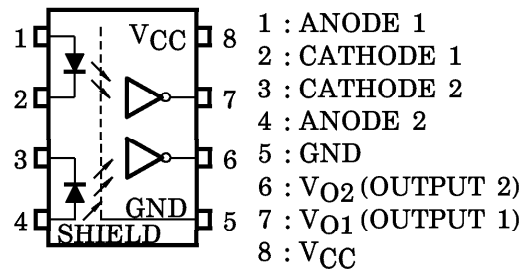 1
2
3
4
VCC
GND
SHIELD
8
7
6
5
1 : ANODE 1
2 : CATHODE 1
3 : CATHODE 2
4 : ANODE 2
5 : GND
6 : VO2 (OUTPUT 2)
7 : VO1 (OUTPUT 1)
8 : VCC